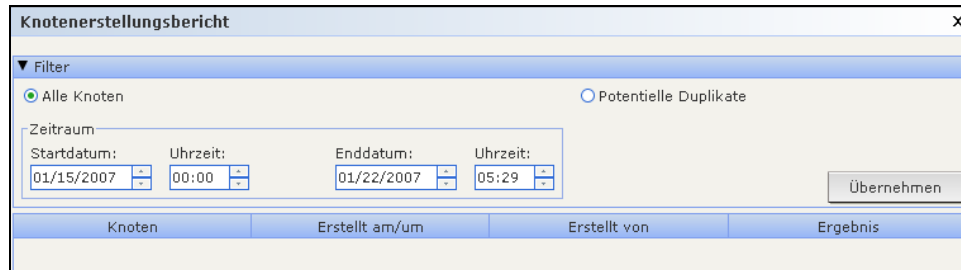 Knotenerstellungsbericht x
▼ Filter
Alle Knoten Potentielle Duplikate
Zeitraum
Startdatum: Uhrzeit: Enddatum: Uhrzeit:
01/15/2007 00:00 01/22/2007 05:29
Übernehmen
Knoten Erstellt am/um Erstellt von Ergebnis